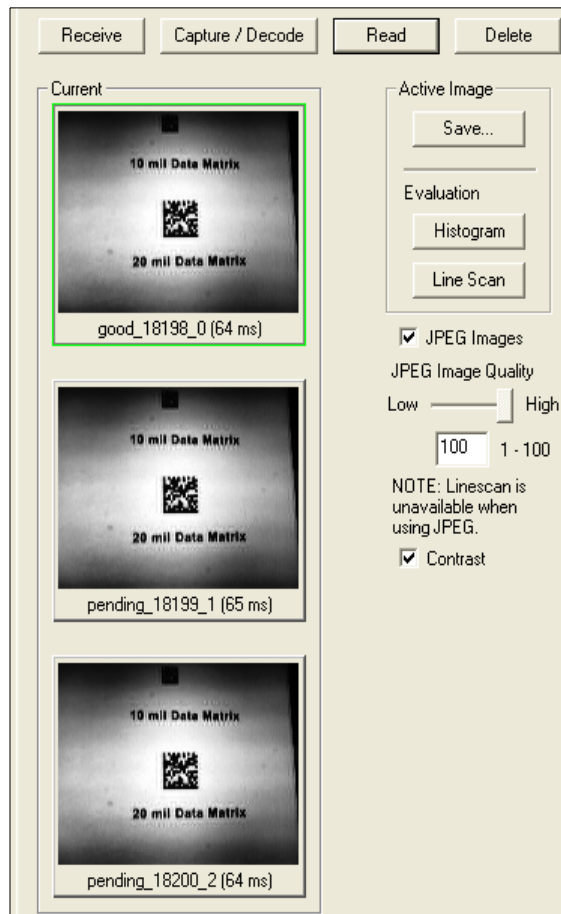 Receive
Capture / Decode
Read
Delete
Current
10 mil Data Matrix
20 mil Data Matrix
good_18198_0 (64 ms)
10 mil Data Matrix
20 mil Data Matrix
pending_18199_1 (65 ms)
10 mil Data Matrix
20 mil Data Matrix
pending_18200_2 (64 ms)
Active Image
Save...
Evaluation
Histogram
Line Scan
JPEG Images
JPEG Image Quality
Low
High
100
1 - 100
NOTE: Linescan is
unavailable when
using JPEG.
Contrast